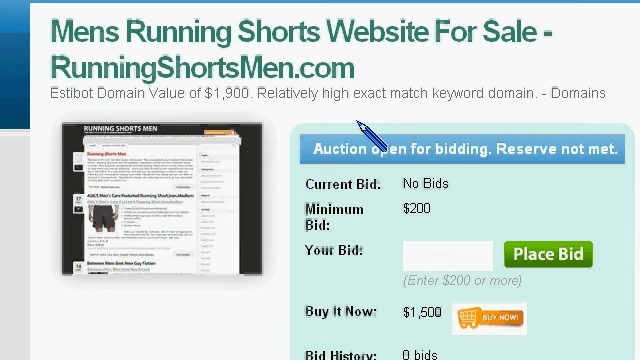 Mens Running Shorts Website For Sale -
RunningShortsMen.com
Estibot Domain Value of $1,900. Relatively high exact match keyword domain. - Domains
RUNNING SHORTS MEN
Running Shorts Men
Auction open for bidding. Reserve not met.
Current Bid: No Bids
Minimum $200
Bid:
Your Bid: Place Bid
(Enter $200 or more)
Buy It Now: $1,500 BUY NOW!
Bid History: 0 bids